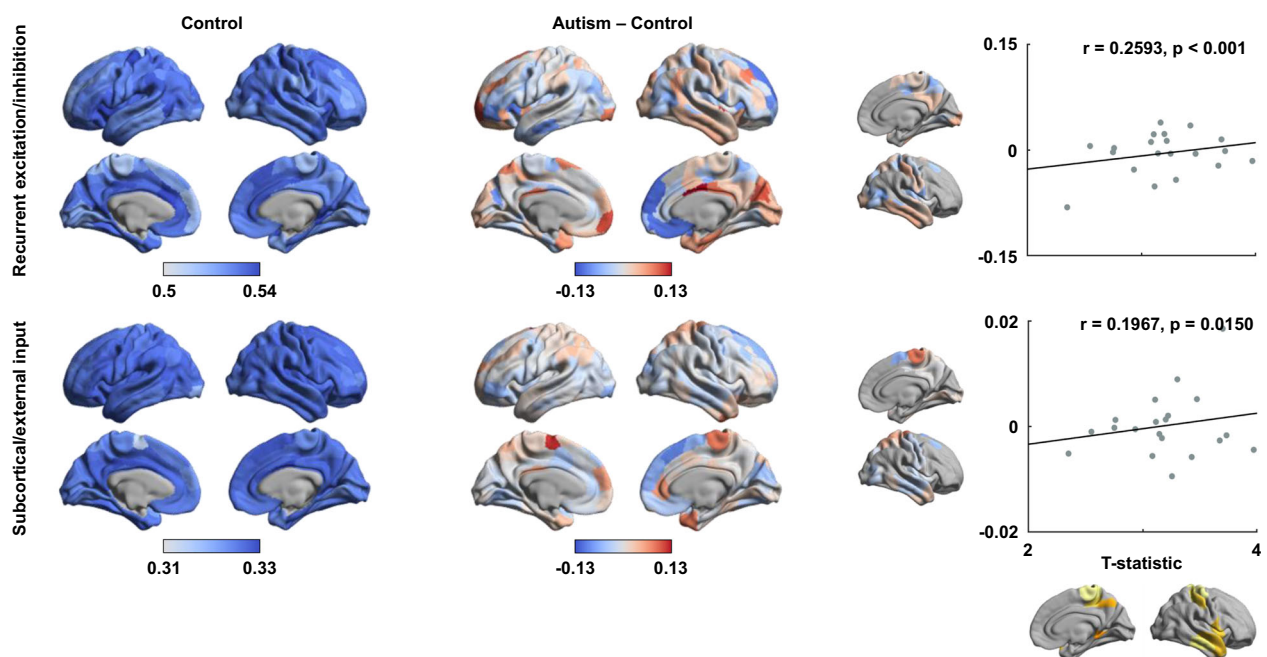 Control
Autism – Control
Recurrent excitation/inhibition
0.5
0.54
-0.13
0.13
0.15
r = 0.2593, p < 0.001
0
-0.15
Subcortical/external input
0.31
0.33
-0.13
0.13
0.02
r = 0.1967, p = 0.0150
0
-0.02
2
4
T-statistic